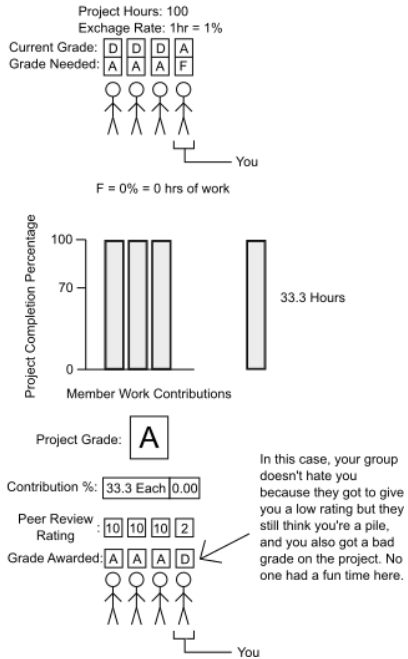 Project Hours: 100
Exchage Rate: 1hr = 1%
Current Grade: D D D A
Grade Needed: A A A F
You
F = 0% = 0 hrs of work
Project Completion Percentage
100
70
0
33.3 Hours
Member Work Contributions
Project Grade: A
Contribution %: 33.3 Each 0.00
Peer Review
Rating : 10 10 10 2
Grade Awarded: A A A D
In this case, your group
doesn't hate you
because they got to give
you a low rating but they
still think you're a pile,
and you also got a bad
grade on the project. No
one had a fun time here.
You